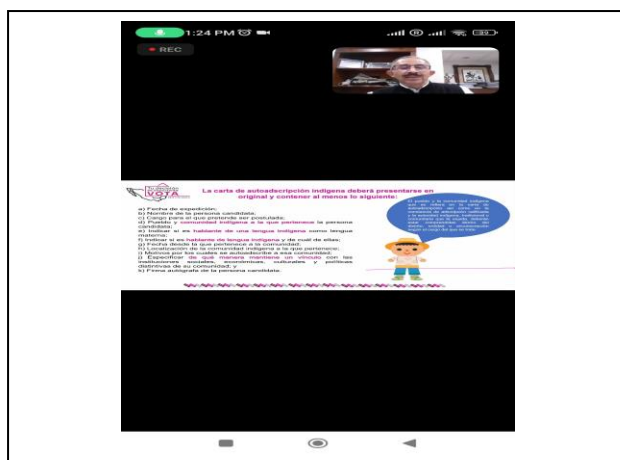 1:24 PM
REC
VOTA
La carta de autoadscripción indígena deberá presentarse en
original y contener al menos lo siguiente:
a) Fecha de expedición;
b) Nombre de la persona candidata;
c) Cargo para el que pretende ser postulada;
d) Pueblo y comunidad indígena a la que pertenece la persona
candidata;
e) Indicar si es hablante de una lengua indígena como lengua
materna;
f) Indicar si es hablante de lengua indígena y de cuál de ellas;
g) Fecha desde la que pertenece a la comunidad;
h) Localización de la comunidad indígena a la que pertenece;
i) Motivos por los cuales se autoadscribe a esa comunidad;
j) Especificar de qué manera mantiene un vínculo con las
instituciones sociales, económicas, culturales y políticas
distintivas de su comunidad; y
k) Firma autógrafa de la persona candidata.
El pueblo y la comunidad indígena